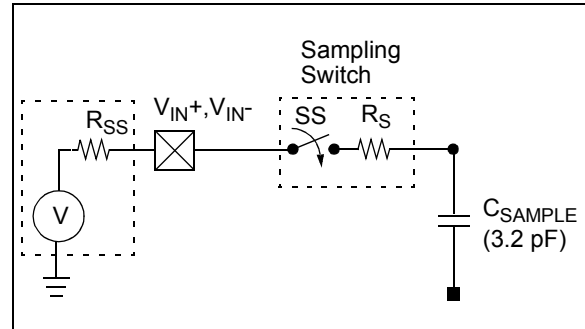 Sampling
Switch
V_IN+,V_IN-
R_SS
SS
R_S
V
C_SAMPLE
(3.2 pF)